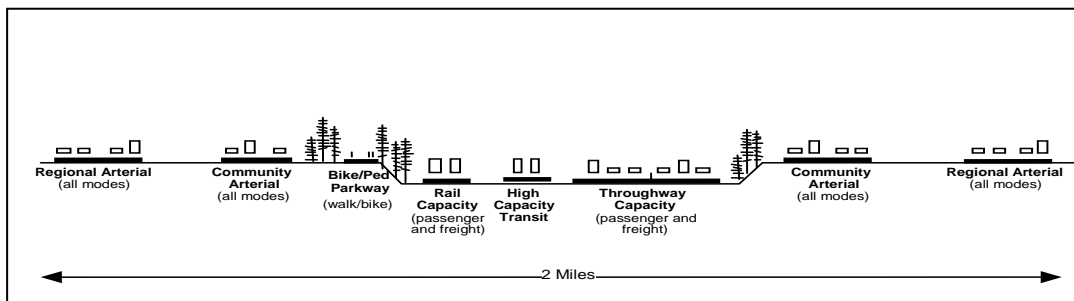 Regional Arterial
(all modes)
Community
Arterial
(all modes)
Bike/Ped
Parkway
(walk/bike)
Rail
Capacity
(passenger
and freight)
High
Capacity
Transit
Throughway
Capacity
(passenger and
freight)
Community
Arterial
(all modes)
Regional Arterial
(all modes)
2 Miles